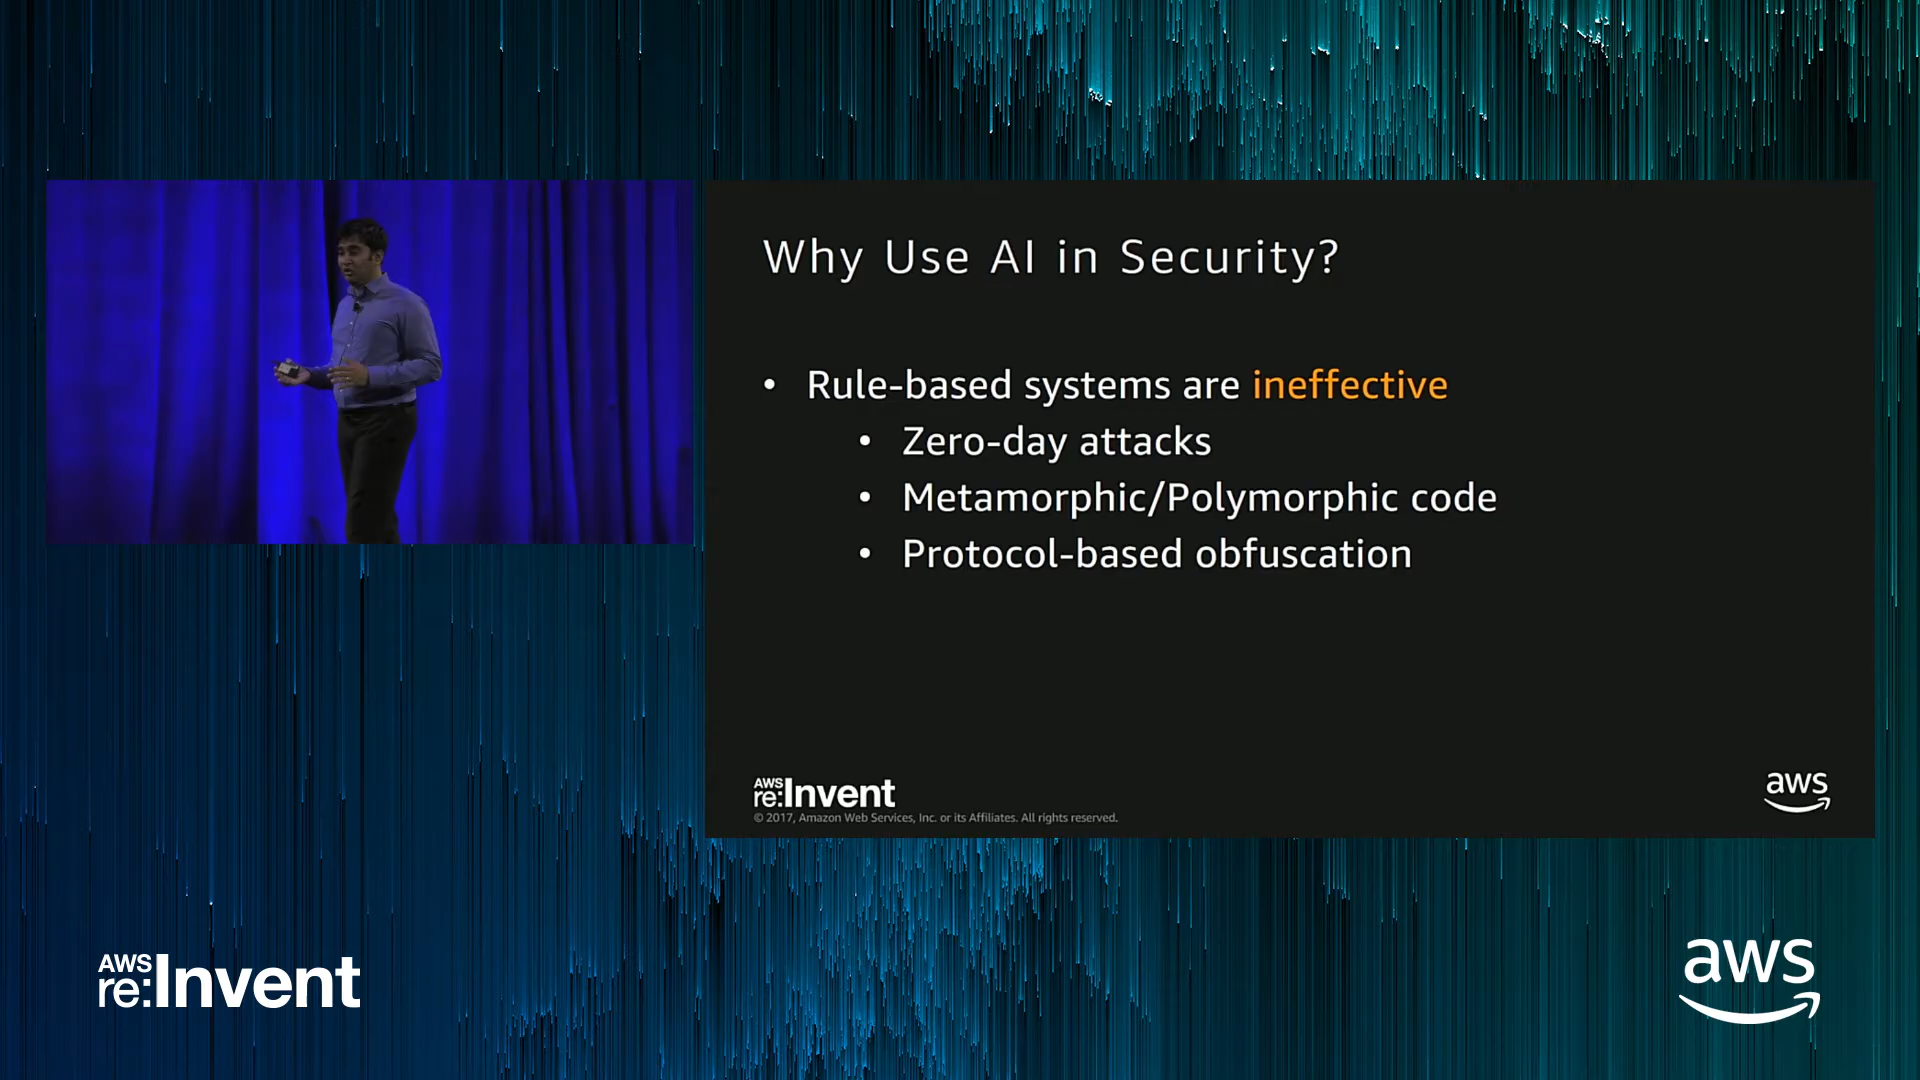 Why Use AI in Security?
• Rule-based systems are ineffective
• Zero-day attacks
• Metamorphic/Polymorphic code
• Protocol-based obfuscation
AWS
re:Invent
© 2017, Amazon Web Services, Inc. or its Affiliates. All rights reserved.
aws
AWS
re:Invent
aws